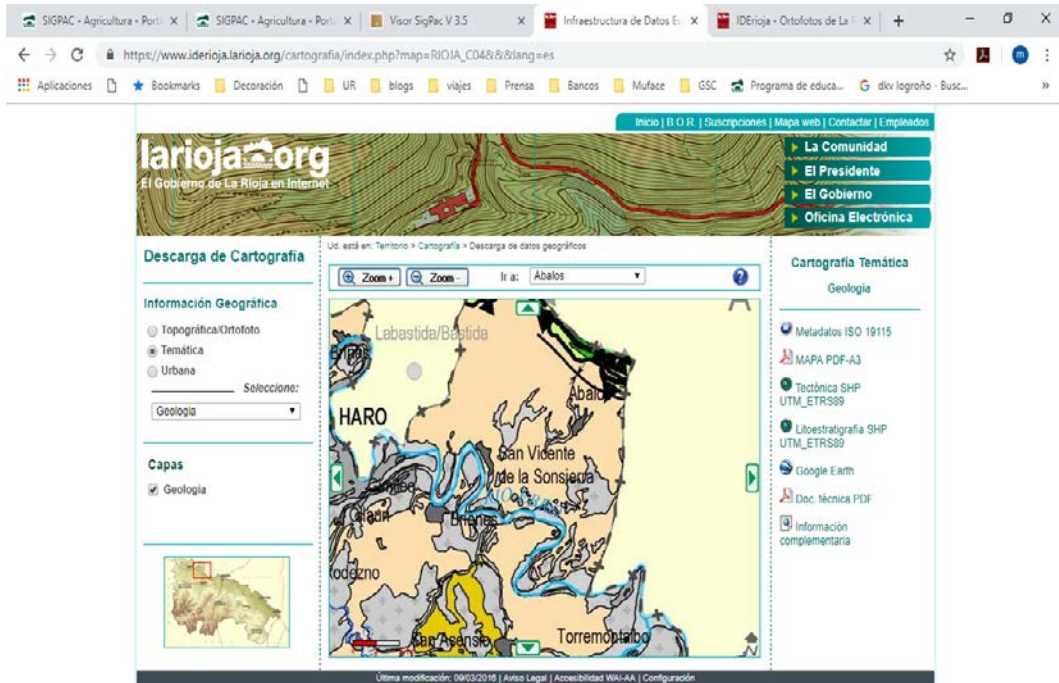 SIGPAC - Agricultura - Port
SIGPAC - Agricultura - Port
Visor SigPac V 3.5
Infraestructura de Datos E
IDErioja - Ortofotos de La
https://www.iderioja.larioja.org/cartografia/index.php?map=RIOJA_C04&&&lang=es
Aplicaciones
Bookmarks
Decoración
UR
blogs
viajes
Prensa
Bancos
Muface
GSC
Programa de educa...
dkv logroño - Busc...
Inicio | B.O.R. | Suscripciones | Mapa web | Contactar | Empleados
larioja.org
El Gobierno de La Rioja en Internet
La Comunidad
El Presidente
El Gobierno
Oficina Electrónica
Ud. está en: Territorio > Cartografía > Descarga de datos geográficos
Descarga de Cartografía
Información Geográfica
Topográfica/Ortofoto
Temática
Urbana
Seleccione:
Geología
Capas
Geología
Zoom +
Zoom -
Ir a:
Ábalos
Labastida/Bastida
Briñas
HARO
Ábalos
San Vicente
de la Sonsierra
Briones
Rodezno
San Asensio
Torremontalbo
N
Cartografía Temática
Geología
Metadatos ISO 19115
MAPA PDF-A3
Tectónica SHP
UTM_ETRS89
Litoestratigrafía SHP
UTM_ETRS89
Google Earth
Doc. técnica PDF
Información
complementaria
Última modificación: 09/03/2016 | Aviso Legal | Accesibilidad WAI-AA | Configuración